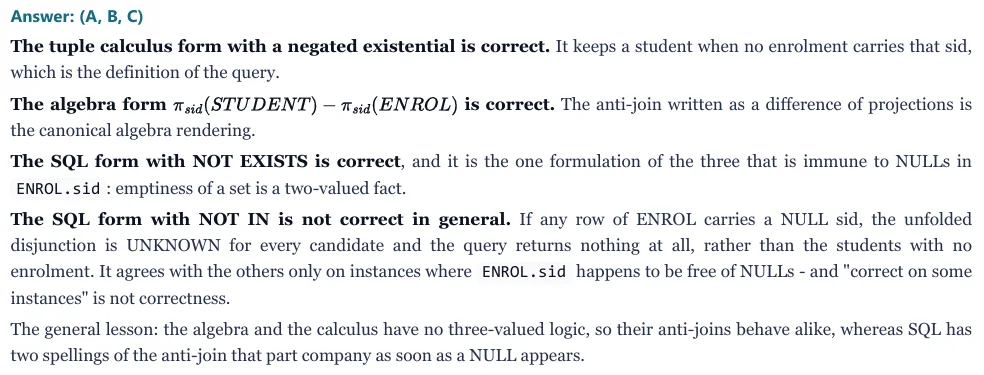 Answer: (A, B, C)
The tuple calculus form with a negated existential is correct. It keeps a student when no enrolment carries that sid,
which is the definition of the query.
The algebra form π_sid(STUDENT) − π_sid(ENROL) is correct. The anti-join written as a difference of projections is
the canonical algebra rendering.
The SQL form with NOT EXISTS is correct, and it is the one formulation of the three that is immune to NULLs in
ENROL.sid : emptiness of a set is a two-valued fact.
The SQL form with NOT IN is not correct in general. If any row of ENROL carries a NULL sid, the unfolded
disjunction is UNKNOWN for every candidate and the query returns nothing at all, rather than the students with no
enrolment. It agrees with the others only on instances where ENROL.sid happens to be free of NULLs - and "correct on some
instances" is not correctness.
The general lesson: the algebra and the calculus have no three-valued logic, so their anti-joins behave alike, whereas SQL has
two spellings of the anti-join that part company as soon as a NULL appears.